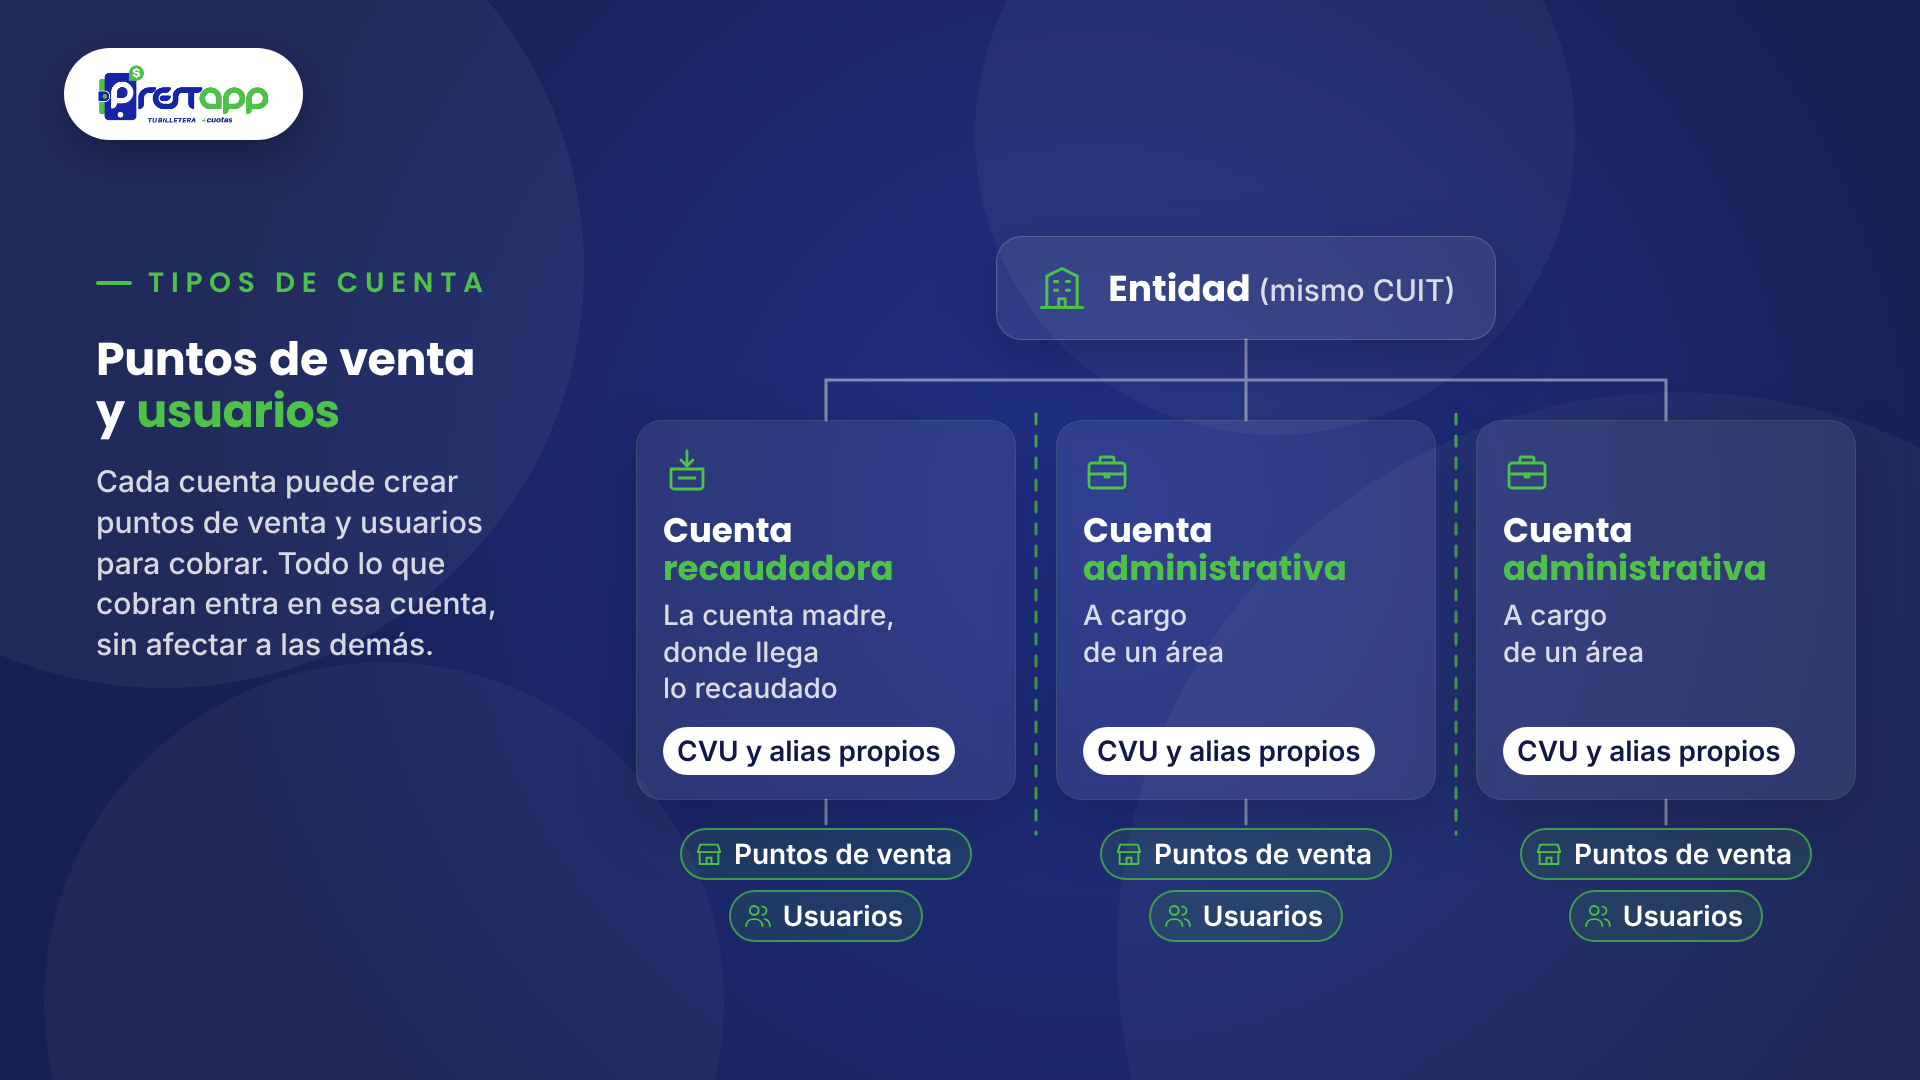 $
Prestapp
TU BILLETERA +cuotas
TIPOS DE CUENTA
Puntos de venta
y usuarios
Cada cuenta puede crear
puntos de venta y usuarios
para cobrar. Todo lo que
cobran entra en esa cuenta,
sin afectar a las demás.
Entidad (mismo CUIT)
Cuenta
recaudadora
La cuenta madre,
donde llega
lo recaudado
CVU y alias propios
Puntos de venta
Usuarios
Cuenta
administrativa
A cargo
de un área
CVU y alias propios
Puntos de venta
Usuarios
Cuenta
administrativa
A cargo
de un área
CVU y alias propios
Puntos de venta
Usuarios